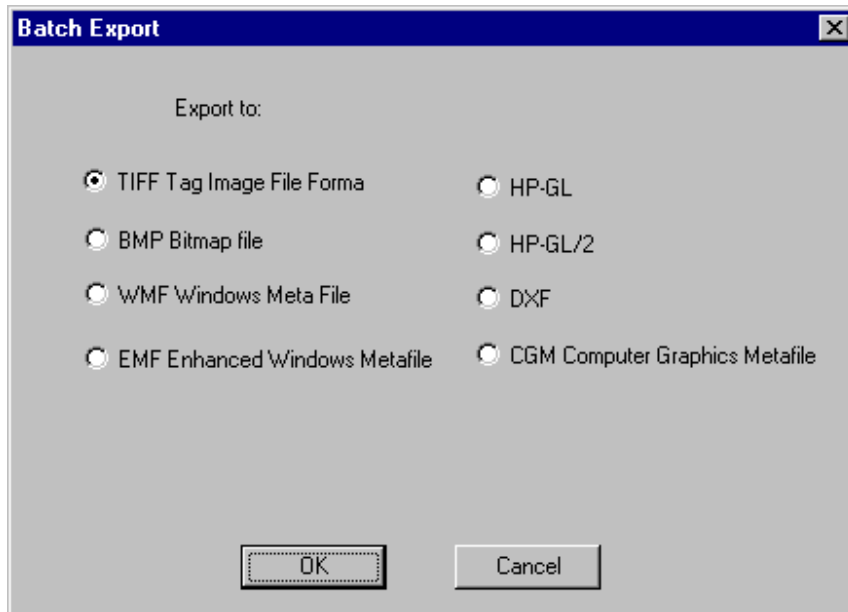 Batch Export
Export to:
TIFF Tag Image File Forma
BMP Bitmap file
WMF Windows Meta File
EMF Enhanced Windows Metafile
HP-GL
HP-GL/2
DXF
CGM Computer Graphics Metafile
OK
Cancel